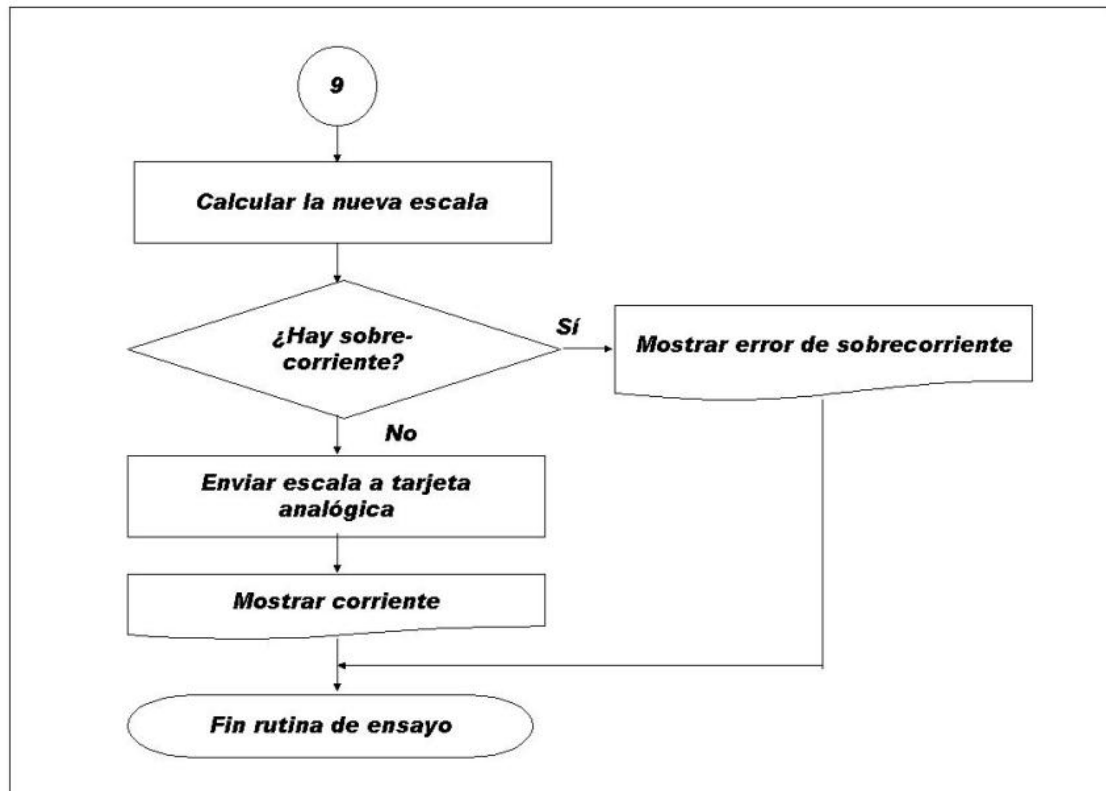 9
Calcular la nueva escala
¿Hay sobre-
corriente?
Sí
Mostrar error de sobrecorriente
No
Enviar escala a tarjeta
analógica
Mostrar corriente
Fin rutina de ensayo